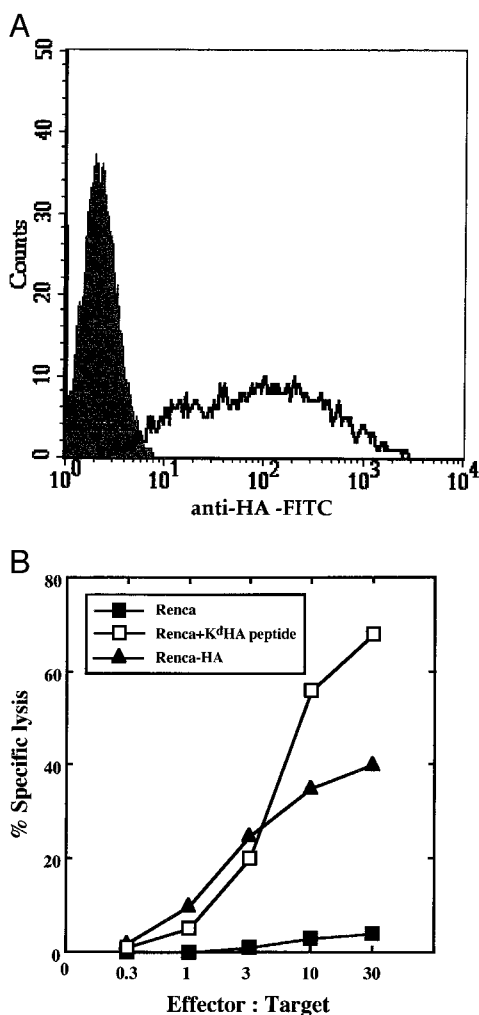 A
50
40
30
20
10
0
Counts
10⁰ 10¹ 10² 10³ 10⁴
anti-HA -FITC
B
80
60
40
20
0
% Specific lysis
Renca
Renca+KᵈHA peptide
Renca-HA
0 0.3 1 3 10 30
Effector : Target